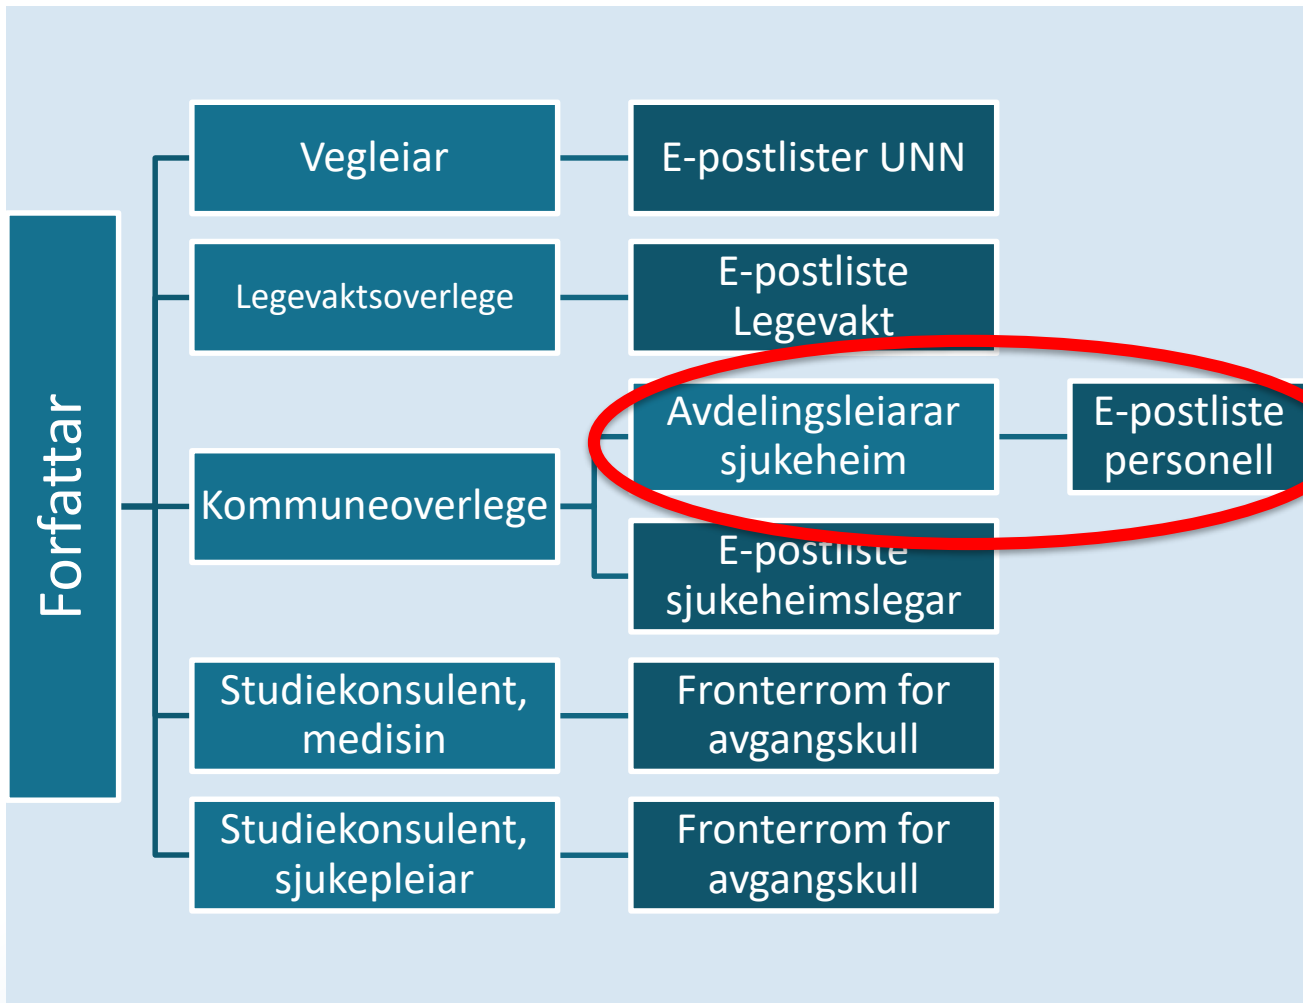 Forfattar
Vegleiar
E-postlister UNN
Legevaktsoverlege
E-postliste
Legevakt
Kommuneoverlege
Avdelingsleiarar
sjukeheim
E-postliste
personell
E-postliste
sjukeheimslegar
Studiekonsulent,
medisin
Fronterrom for
avgangskull
Studiekonsulent,
sjukepleiar
Fronterrom for
avgangskull